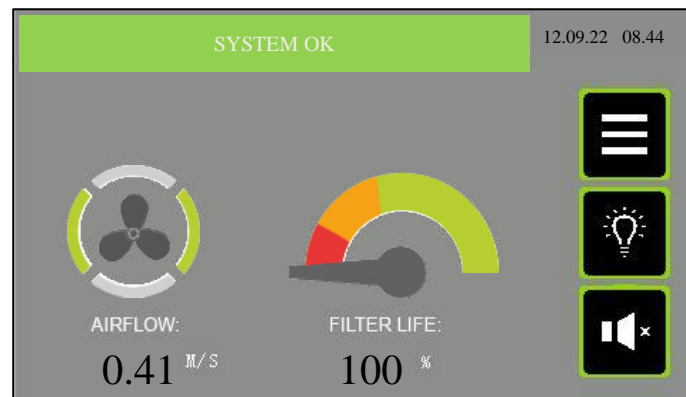 SYSTEM OK
12.09.22 08.44
AIRFLOW:
0.41 M/S
FILTER LIFE:
100 %